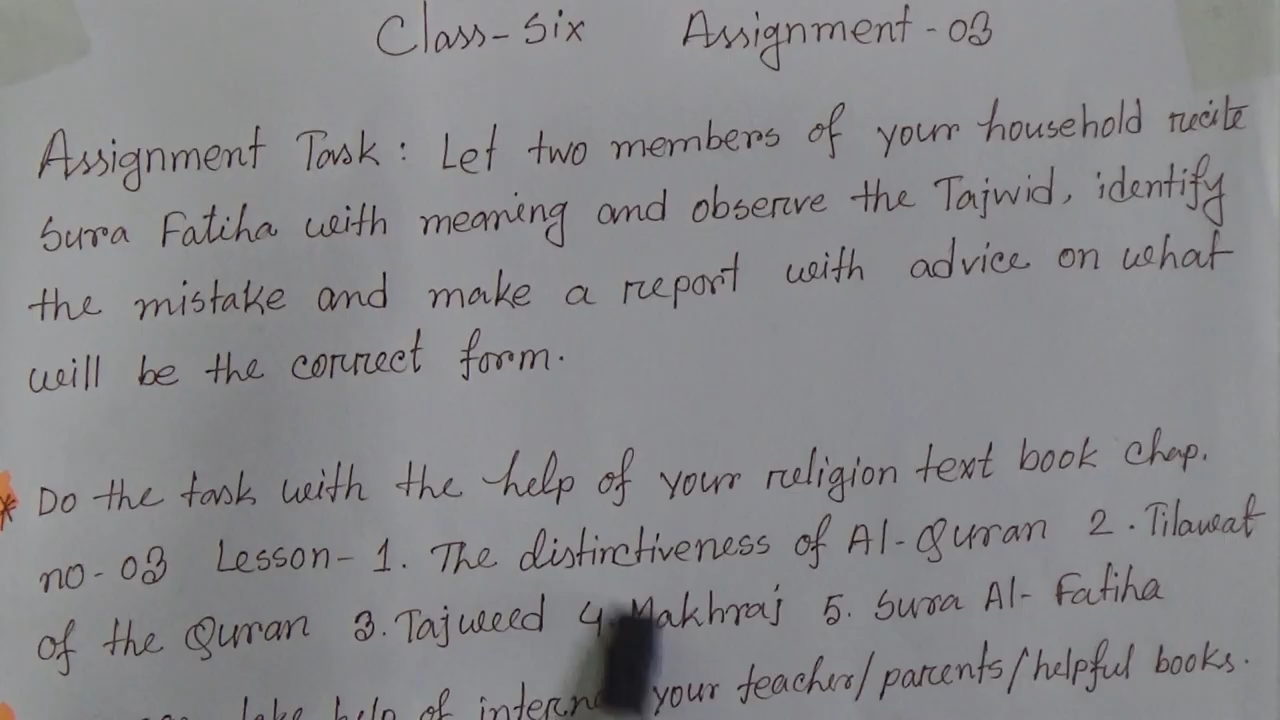 Class-Six Assignment-03
Assignment Task: Let two members of your household recite
Sura Fatiha with meaning and observe the Tajwid, identify
the mistake and make a report with advice on what
will be the correct form.
* Do the task with the help of your religion text book chap.
no-03 Lesson-1. The distinctiveness of Al-Quran 2. Tilawat
of the Quran 3. Tajweed 4. Makhraj 5. Sura Al-Fatiha
take help of your teacher/parents/helpful books.